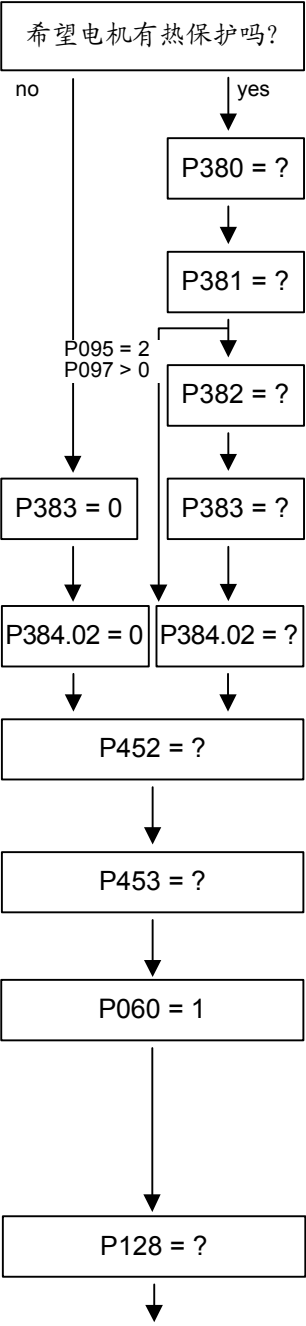 希望电机有热保护吗?
no
yes
P380 = ?
P381 = ?
P095 = 2
P097 > 0
P382 = ?
P383 = 0
P383 = ?
P384.02 = 0
P384.02 = ?
P452 = ?
P453 = ?
P060 = 1
P128 = ?